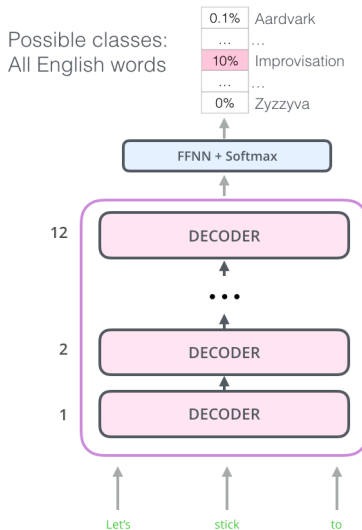 Possible classes:
All English words
0.1% Aardvark
... ...
10% Improvisation
... ...
0% Zyzzyva
FFNN + Softmax
12 DECODER
...
2 DECODER
1 DECODER
Let's stick to